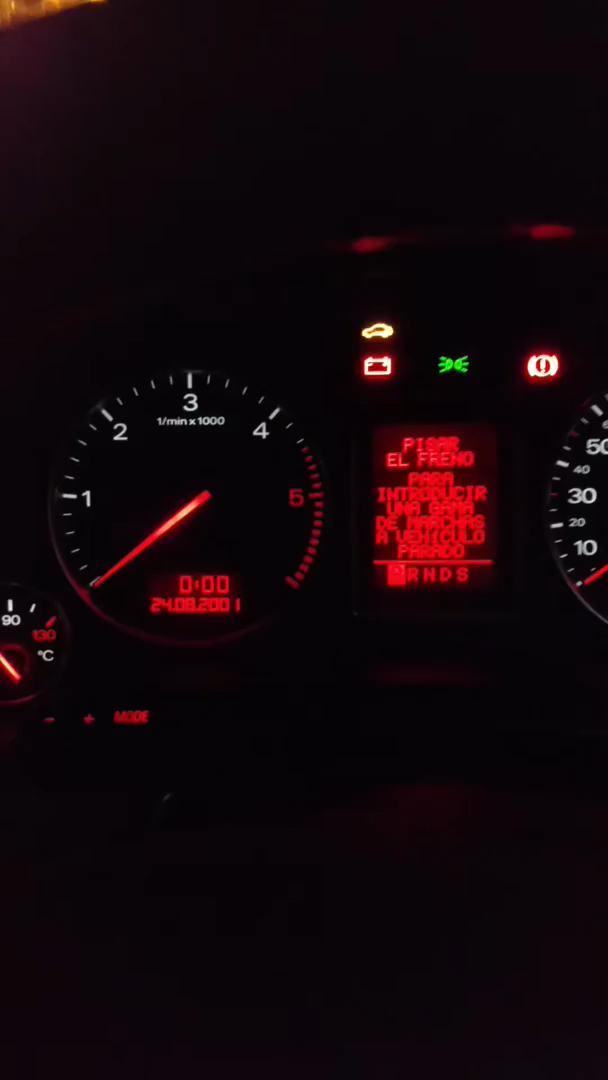 3
1/min x 1000
2
4
1
5
0:00
24.08.2001
90
130
°C
- + MODE
PISAR
EL FRENO
PARA
INTRODUCIR
UNA GAMA
DE MARCHAS
A VEHICULO
PARADO
P R N D S
50
40
30
20
10